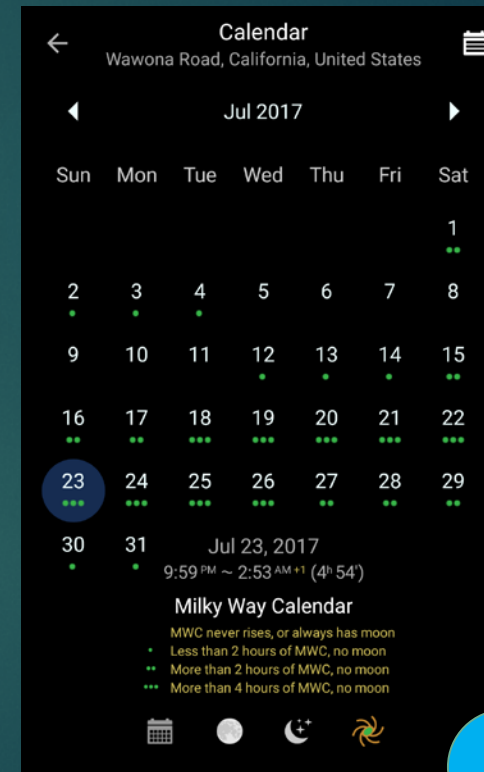 Calendar
Wawona Road, California, United States
Jul 2017
Sun Mon Tue Wed Thu Fri Sat
1
2 3 4 5 6 7 8
9 10 11 12 13 14 15
16 17 18 19 20 21 22
23 24 25 26 27 28 29
30 31 Jul 23, 2017
9:59 PM ~ 2:53 AM +1 (4h 54')
Milky Way Calendar
MWC never rises, or always has moon
• Less than 2 hours of MWC, no moon
•• More than 2 hours of MWC, no moon
••• More than 4 hours of MWC, no moon